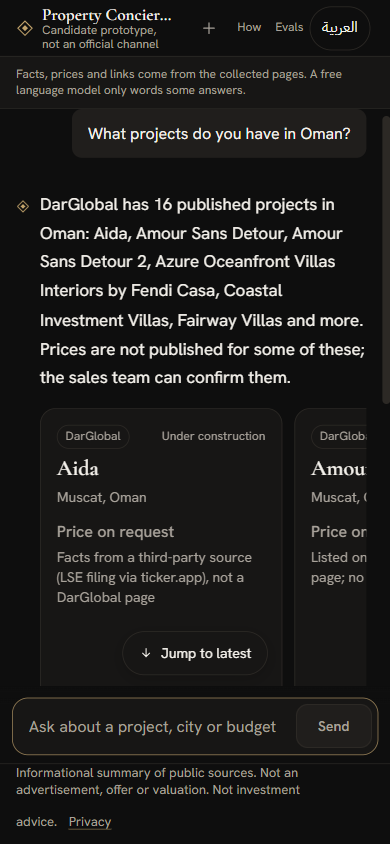 Property Concier...
Candidate prototype,
not an official channel
+
How
Evals
العربية
Facts, prices and links come from the collected pages. A free
language model only words some answers.
What projects do you have in Oman?
DarGlobal has 16 published projects in
Oman: Aida, Amour Sans Detour, Amour
Sans Detour 2, Azure Oceanfront Villas
Interiors by Fendi Casa, Coastal
Investment Villas, Fairway Villas and more.
Prices are not published for some of these;
the sales team can confirm them.
DarGlobal
Under construction
Aida
Muscat, Oman
Price on request
Facts from a third-party source
(LSE filing via ticker.app), not a
DarGlobal page
Listed on
page; no
↓ Jump to latest
Ask about a project, city or budget
Send
Informational summary of public sources. Not an
advertisement, offer or valuation. Not investment
advice. Privacy